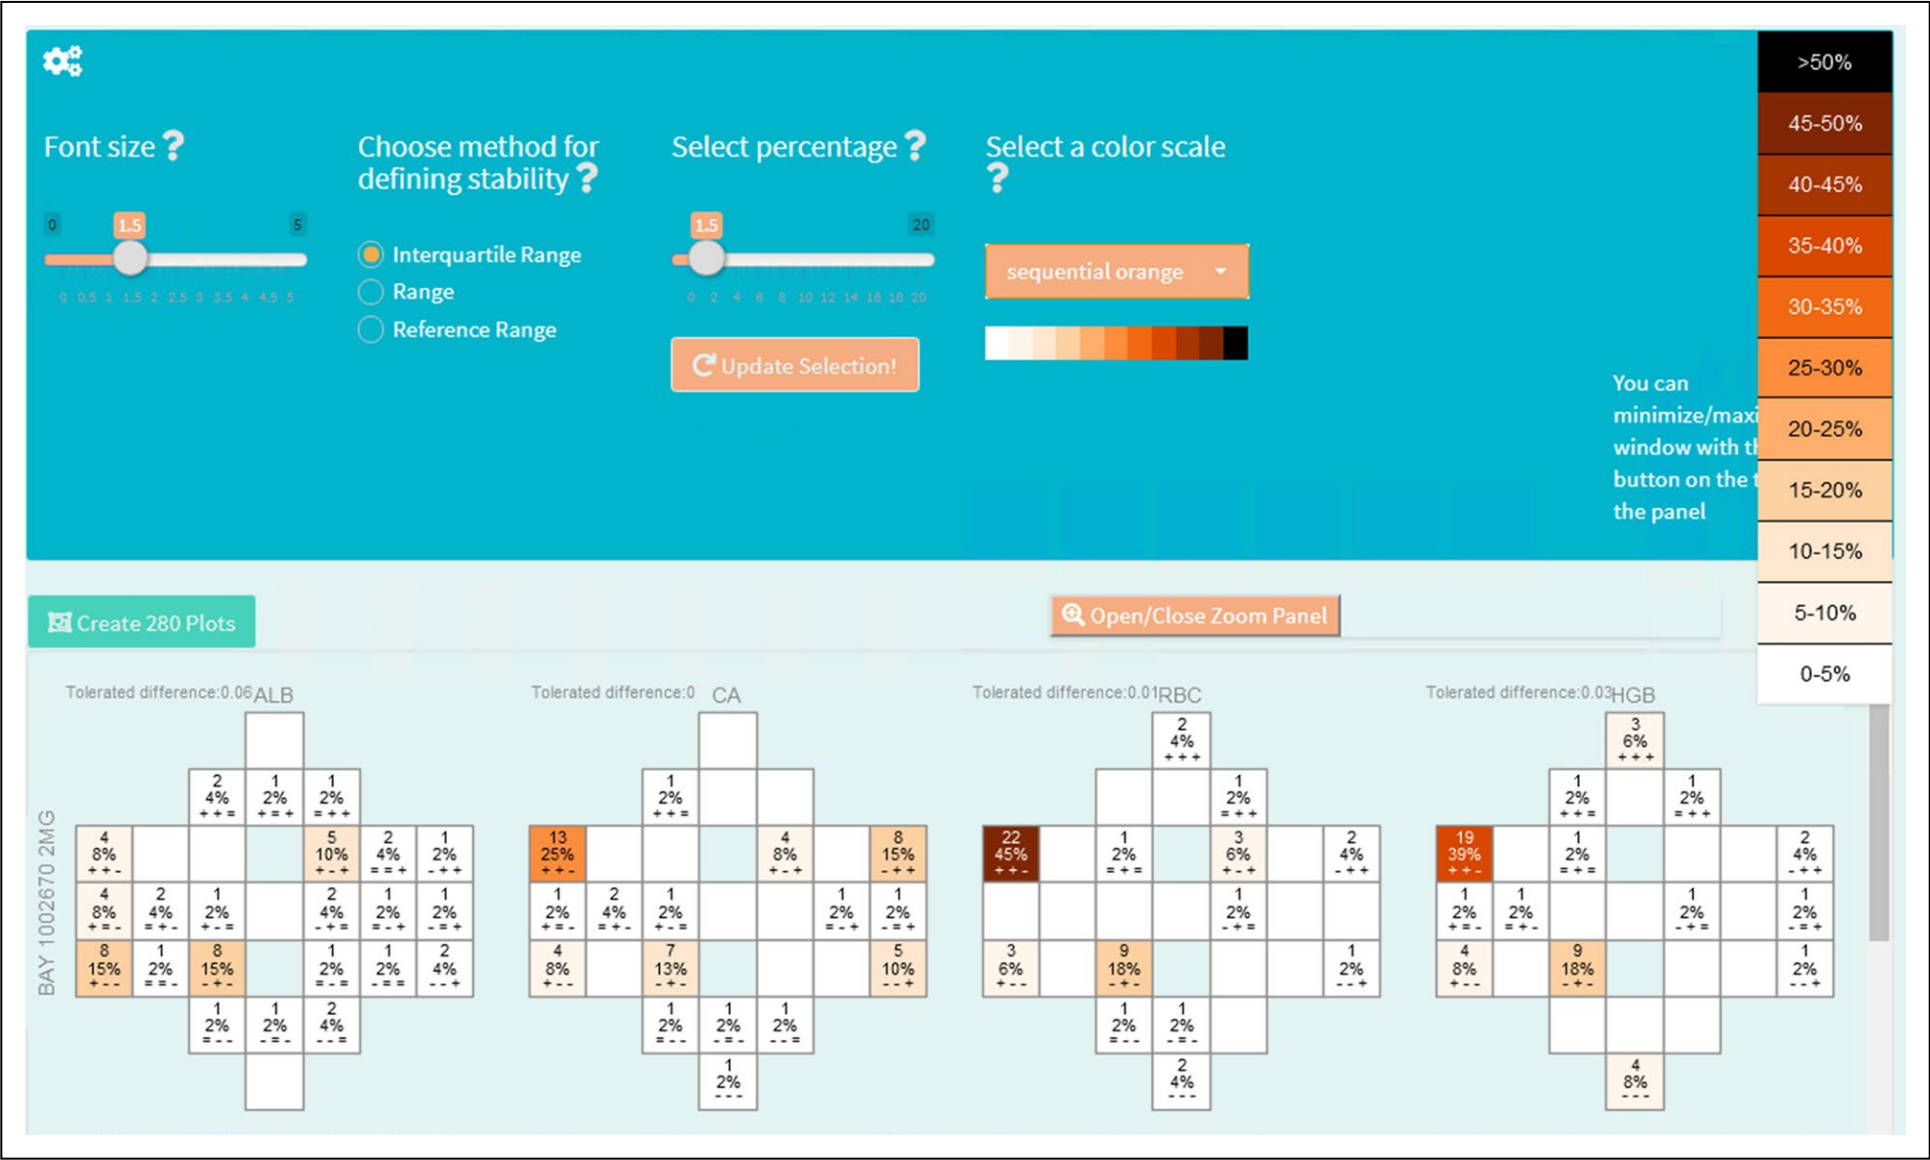 Font size ?
Choose method for
defining stability ?
Select percentage ?
Select a color scale
?
0 1.5 5
0 0.5 1 1.5 2 2.5 3 3.5 4 4.5 5
Interquartile Range
Range
Reference Range
1.5 20
0 2 4 6 8 10 12 14 16 18 20
Update Selection!
sequential orange
You can
minimize/maxi
window with th
button on the t
the panel
>50%
45-50%
40-45%
35-40%
30-35%
25-30%
20-25%
15-20%
10-15%
5-10%
0-5%
Create 280 Plots
Open/Close Zoom Panel
BAY 1002670 2MG
Tolerated difference:0.06 ALB
2 1 1
4% 2% 2%
+ + = + = + = + +
4 5 2 1
8% 10% 4% 2%
+ + - + - + = = + - + +
4 2 1 2 1 1
8% 4% 2% 4% 2% 2%
+ = - = + - + - = - + = = - + - = +
8 1 8 1 1 2
15% 2% 15% 2% 2% 4%
+ - - = = - - + - = - = - = = - - +
1 1 2
2% 2% 4%
= - - - = - - - =
Tolerated difference:0 CA
1
2%
+ + =
13 4 8
25% 8% 15%
+ + - + - + - + +
1 2 1 1 1
2% 4% 2% 2% 2%
+ = - = + - + - = = - + - = +
4 7 5
8% 13% 10%
+ - - - + - - - +
1 1 1
2% 2% 2%
= - - - = - - - =
1
2%
- - -
Tolerated difference:0.01 RBC
2
4%
+ + +
1
2%
= + +
22 1 3 2
45% 2% 6% 4%
+ + - = + = + - + - + +
1
2%
- + =
3 9 1
6% 18% 2%
+ - - - + - - - +
1 1
2% 2%
= - - - = -
2
4%
- - -
Tolerated difference:0.03 HGB
3
6%
+ + +
1 1
2% 2%
+ + = = + +
19 1 2
39% 2% 4%
+ + - = + = - + +
1 1 1 1
2% 2% 2% 2%
+ = - = + - - + = - = +
4 9 1
8% 18% 2%
+ - - - + - - - +
4
8%
- - -